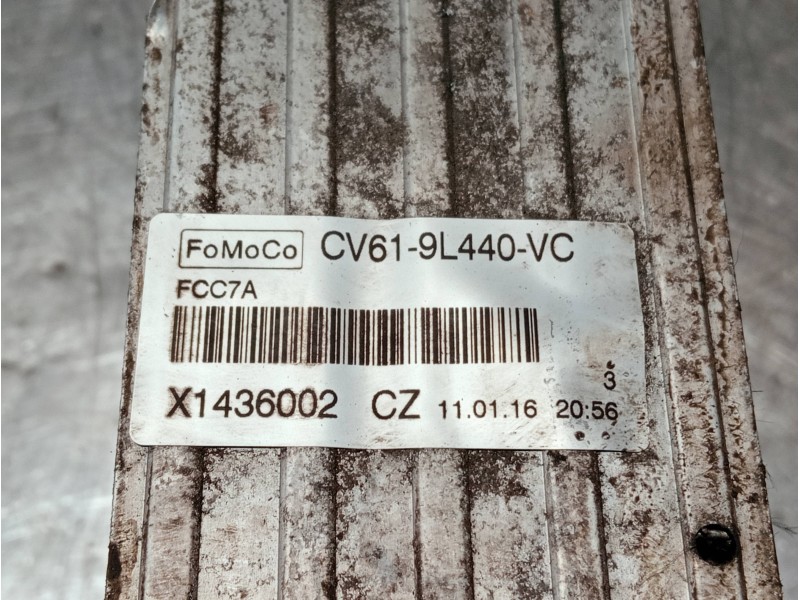 FoMoCo CV61-9L440-VC
FCC7A
3
X1436002 CZ 11.01.16 20:56